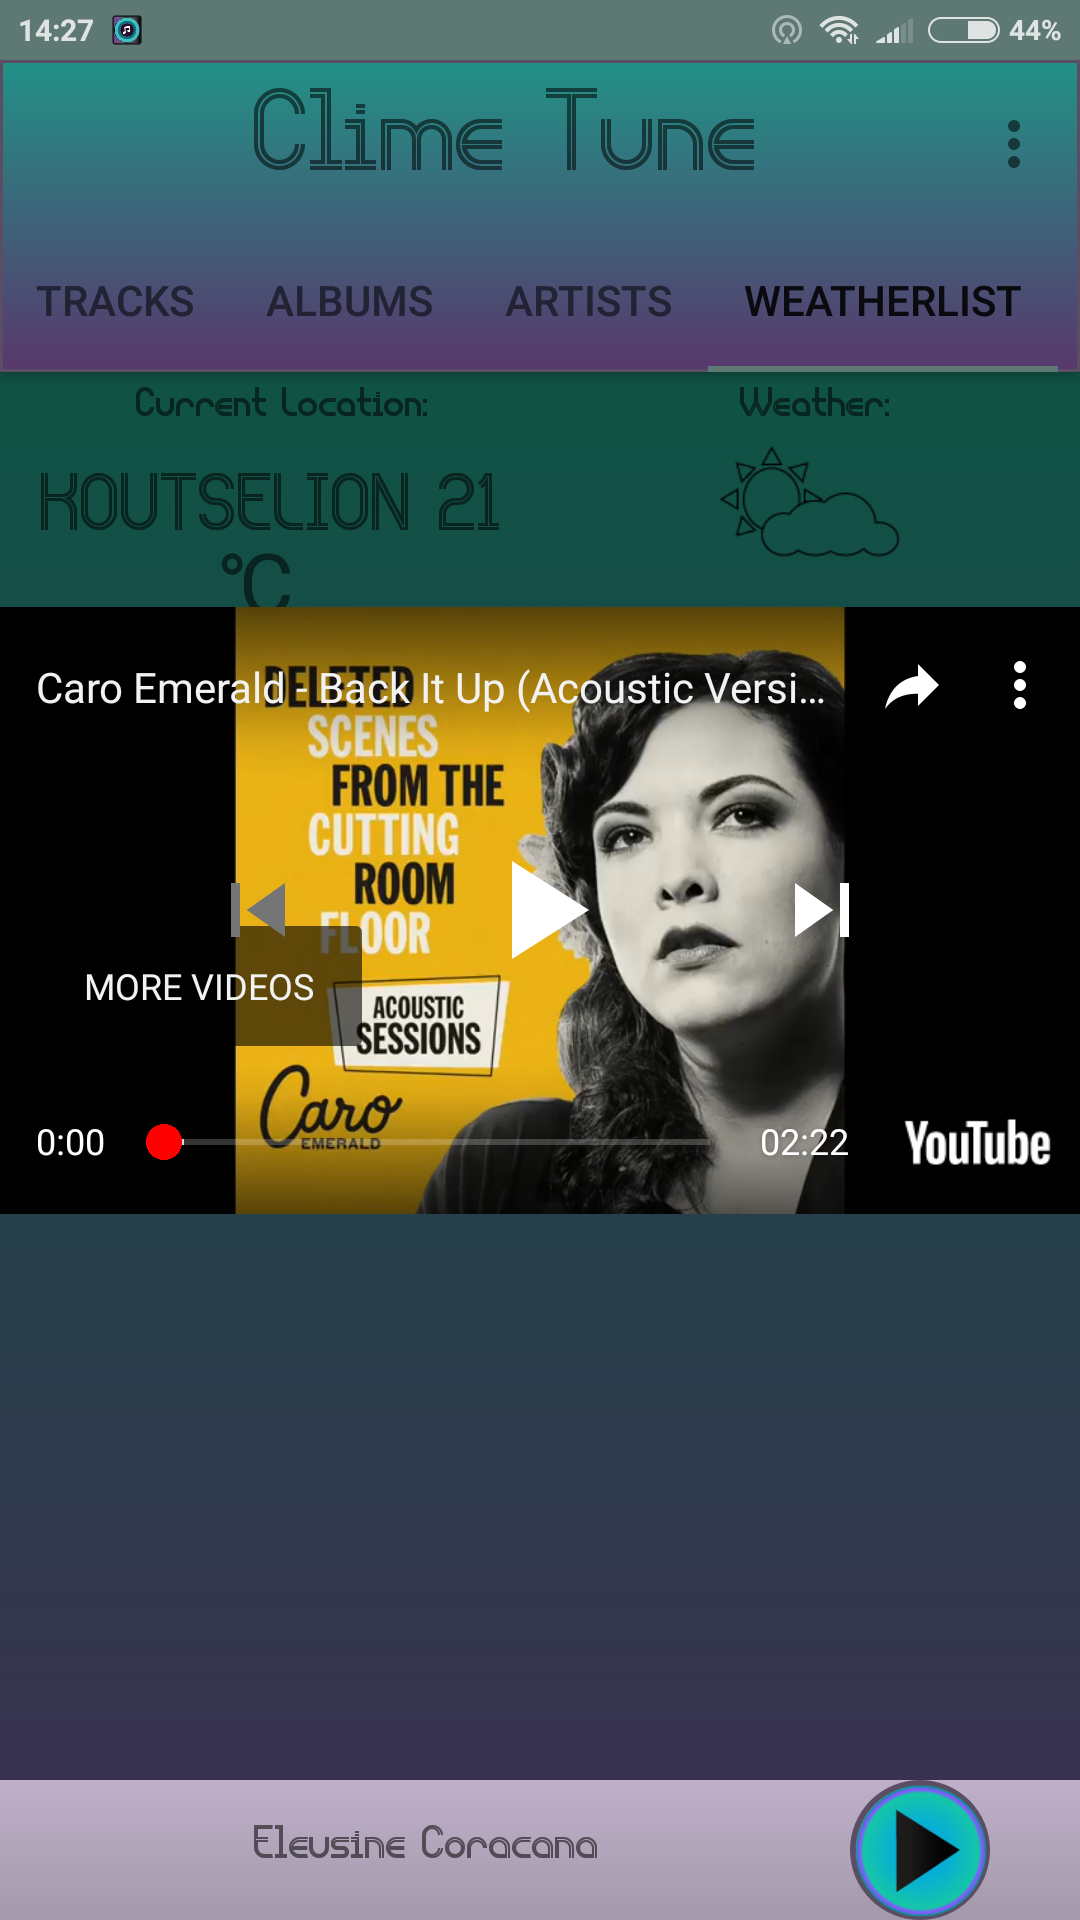 14:27
44%
Clime Tune
TRACKS ALBUMS ARTISTS WEATHERLIST
Current Location:
Weather:
KOUTSELION 21
℃
Caro Emerald - Back It Up (Acoustic Versi...
DELETED
SCENES
FROM THE
CUTTING
ROOM
FLOOR
MORE VIDEOS
ACOUSTIC
SESSIONS
Caro
EMERALD
0:00
02:22
YouTube
Eleusine Coracana